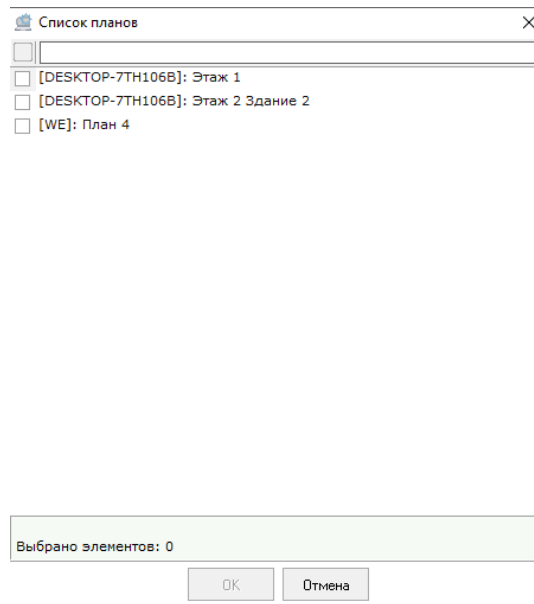 Список планов
[DESKTOP-7TH106B]: Этаж 1
[DESKTOP-7TH106B]: Этаж 2 Здание 2
[WE]: План 4
Выбрано элементов: 0
OK Отмена